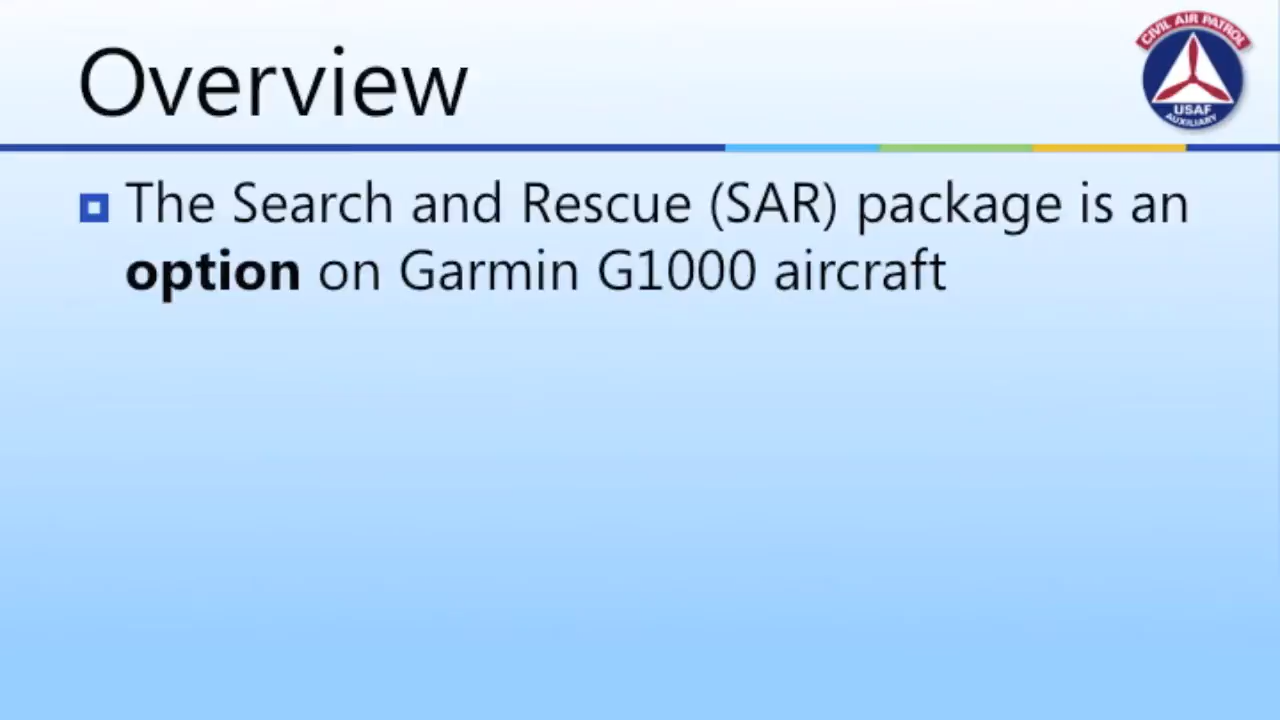 Overview
CIVIL AIR PATROL
USAF
AUXILIARY
The Search and Rescue (SAR) package is an
option on Garmin G1000 aircraft